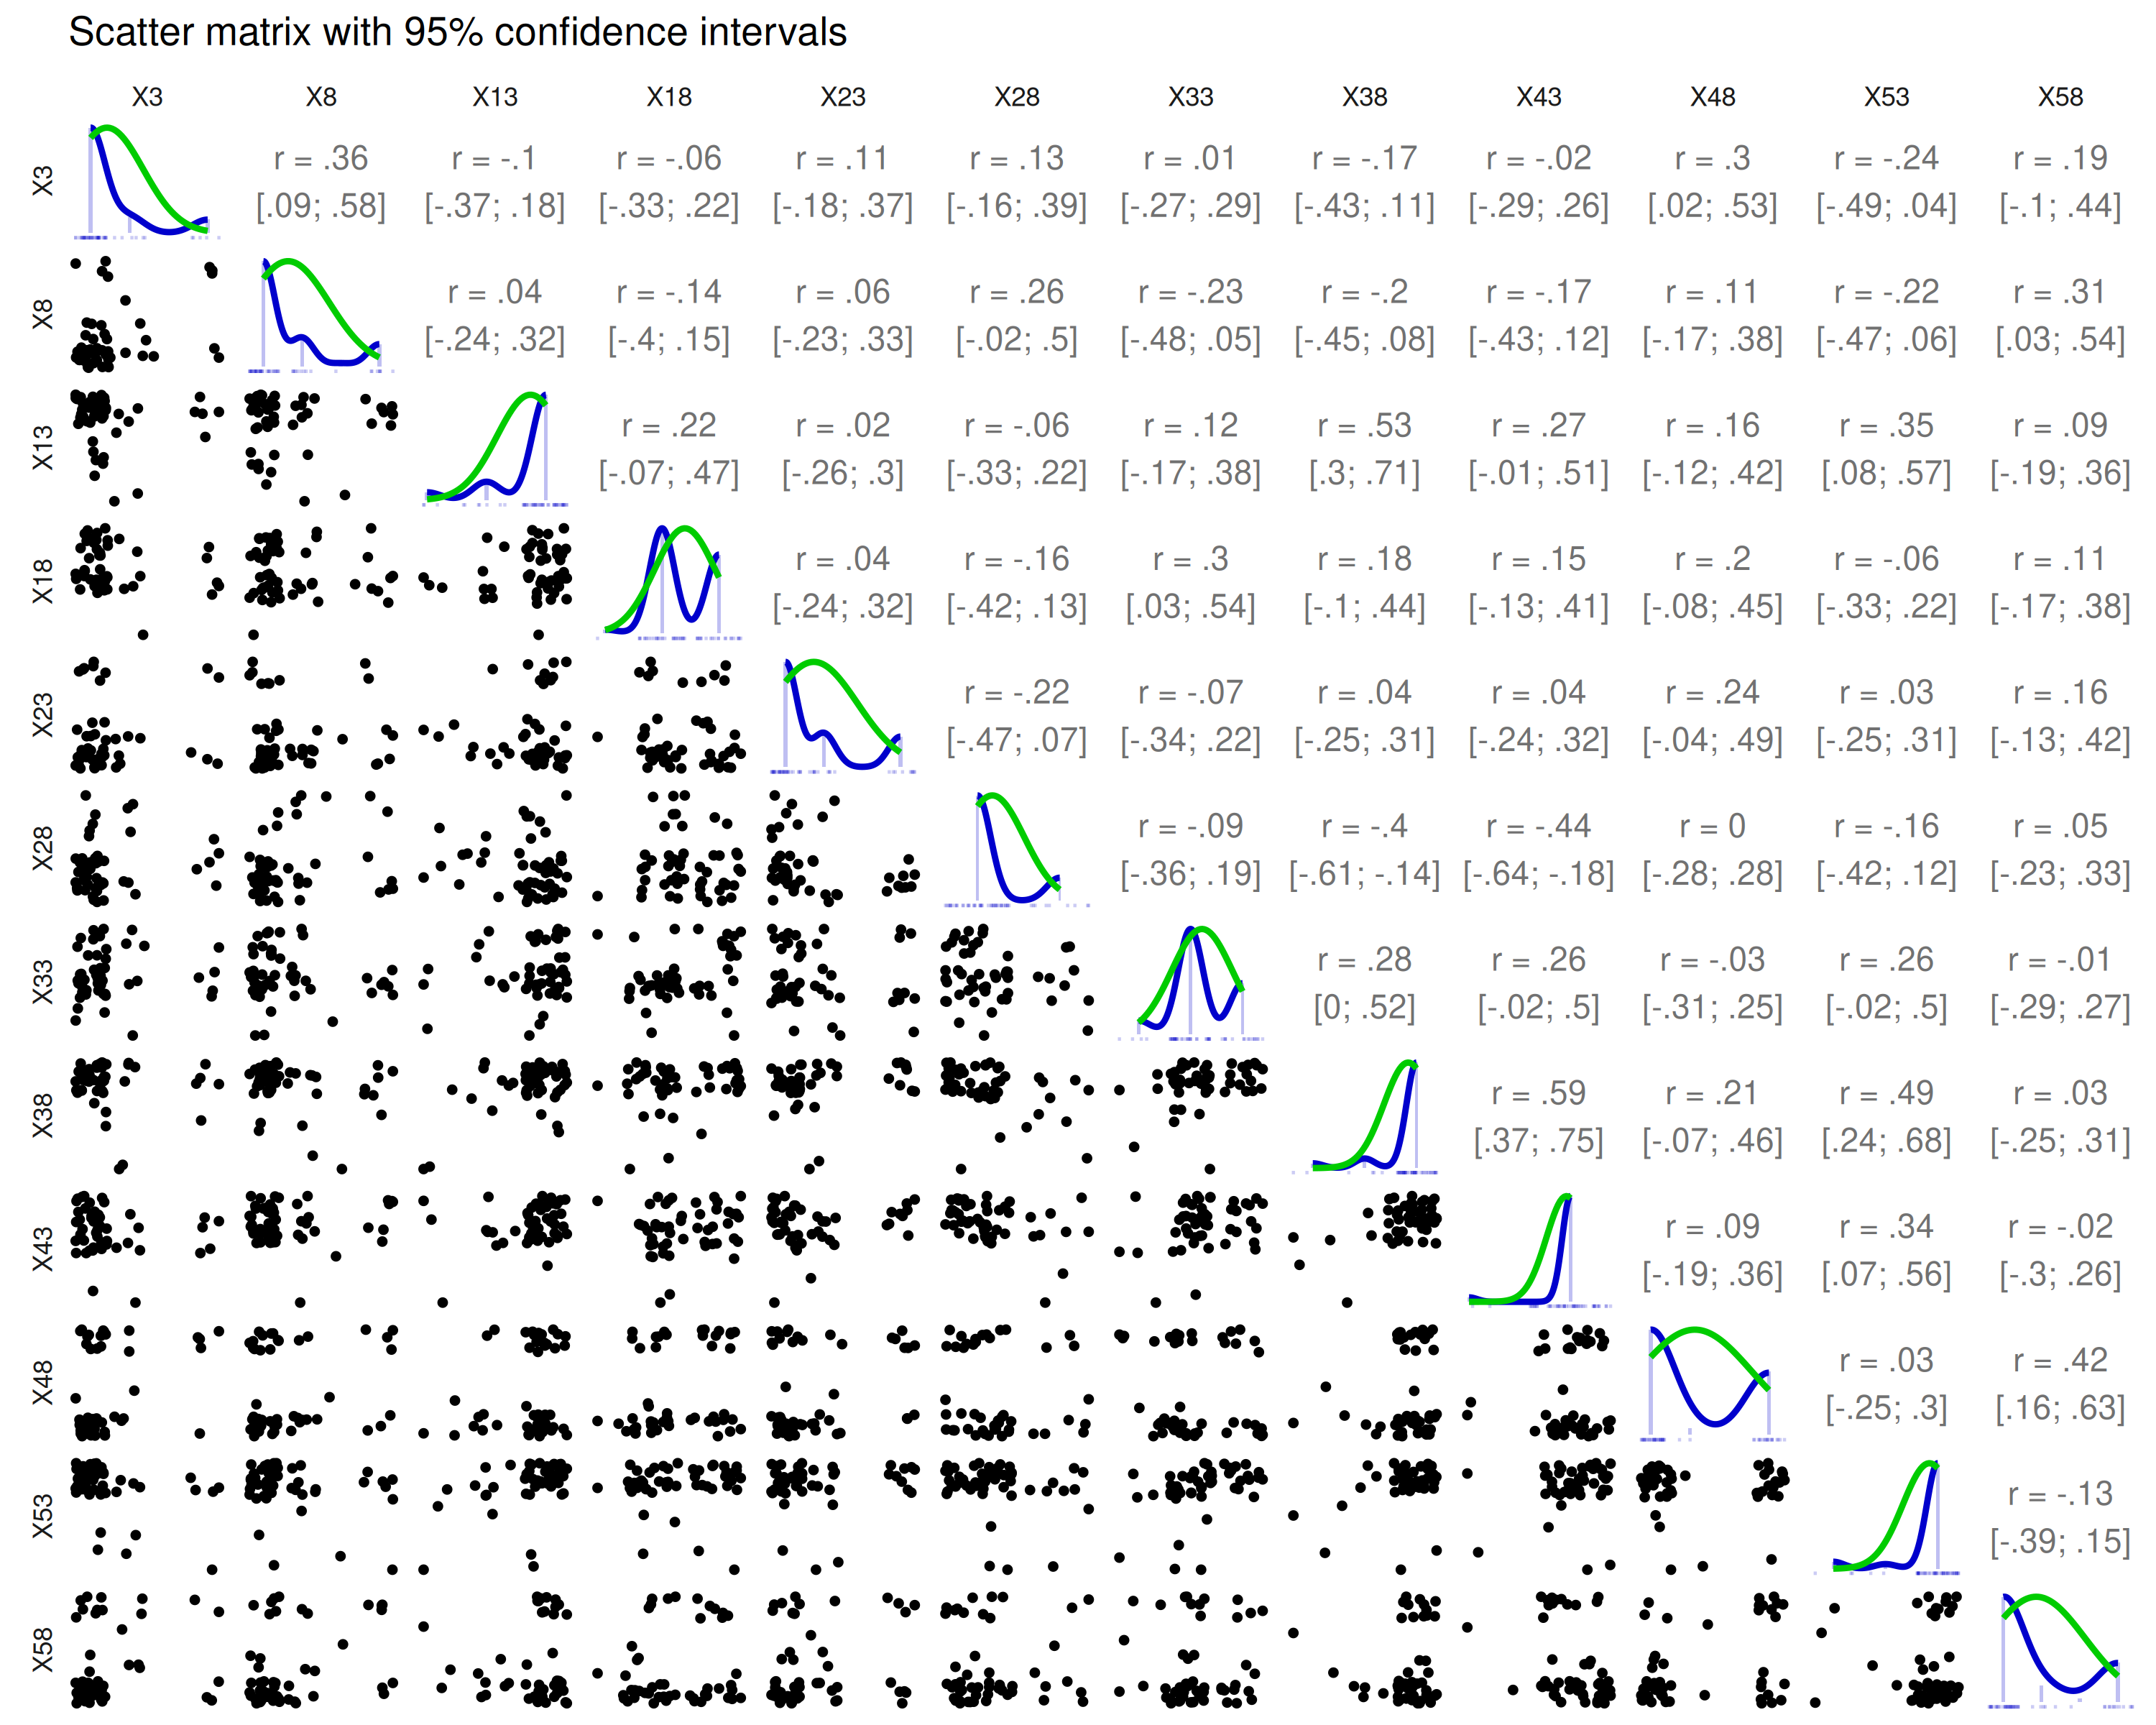 Scatter matrix with 95% confidence intervals
X3 X8 X13 X18 X23 X28 X33 X38 X43 X48 X53 X58
X3
r = .36 r = -.1 r = -.06 r = .11 r = .13 r = .01 r = -.17 r = -.02 r = .3 r = -.24 r = .19
[.09; .58] [-.37; .18] [-.33; .22] [-.18; .37] [-.16; .39] [-.27; .29] [-.43; .11] [-.29; .26] [.02; .53] [-.49; .04] [-.1; .44]
X8
r = .04 r = -.14 r = .06 r = .26 r = -.23 r = -.2 r = -.17 r = .11 r = -.22 r = .31
[-.24; .32] [-.4; .15] [-.23; .33] [-.02; .5] [-.48; .05] [-.45; .08] [-.43; .12] [-.17; .38] [-.47; .06] [.03; .54]
X13
r = .22 r = .02 r = -.06 r = .12 r = .53 r = .27 r = .16 r = .35 r = .09
[-.07; .47] [-.26; .3] [-.33; .22] [-.17; .38] [.3; .71] [-.01; .51] [-.12; .42] [.08; .57] [-.19; .36]
X18
r = .04 r = -.16 r = .3 r = .18 r = .15 r = .2 r = -.06 r = .11
[-.24; .32] [-.42; .13] [.03; .54] [-.1; .44] [-.13; .41] [-.08; .45] [-.33; .22] [-.17; .38]
X23
r = -.22 r = -.07 r = .04 r = .04 r = .24 r = .03 r = .16
[-.47; .07] [-.34; .22] [-.25; .31] [-.24; .32] [-.04; .49] [-.25; .31] [-.13; .42]
X28
r = -.09 r = -.4 r = -.44 r = 0 r = -.16 r = .05
[-.36; .19] [-.61; -.14] [-.64; -.18] [-.28; .28] [-.42; .12] [-.23; .33]
X33
r = .28 r = .26 r = -.03 r = .26 r = -.01
[0; .52] [-.02; .5] [-.31; .25] [-.02; .5] [-.29; .27]
X38
r = .59 r = .21 r = .49 r = .03
[.37; .75] [-.07; .46] [.24; .68] [-.25; .31]
X43
r = .09 r = .34 r = -.02
[-.19; .36] [.07; .56] [-.3; .26]
X48
r = .03 r = .42
[-.25; .3] [.16; .63]
X53
r = -.13
[-.39; .15]
X58